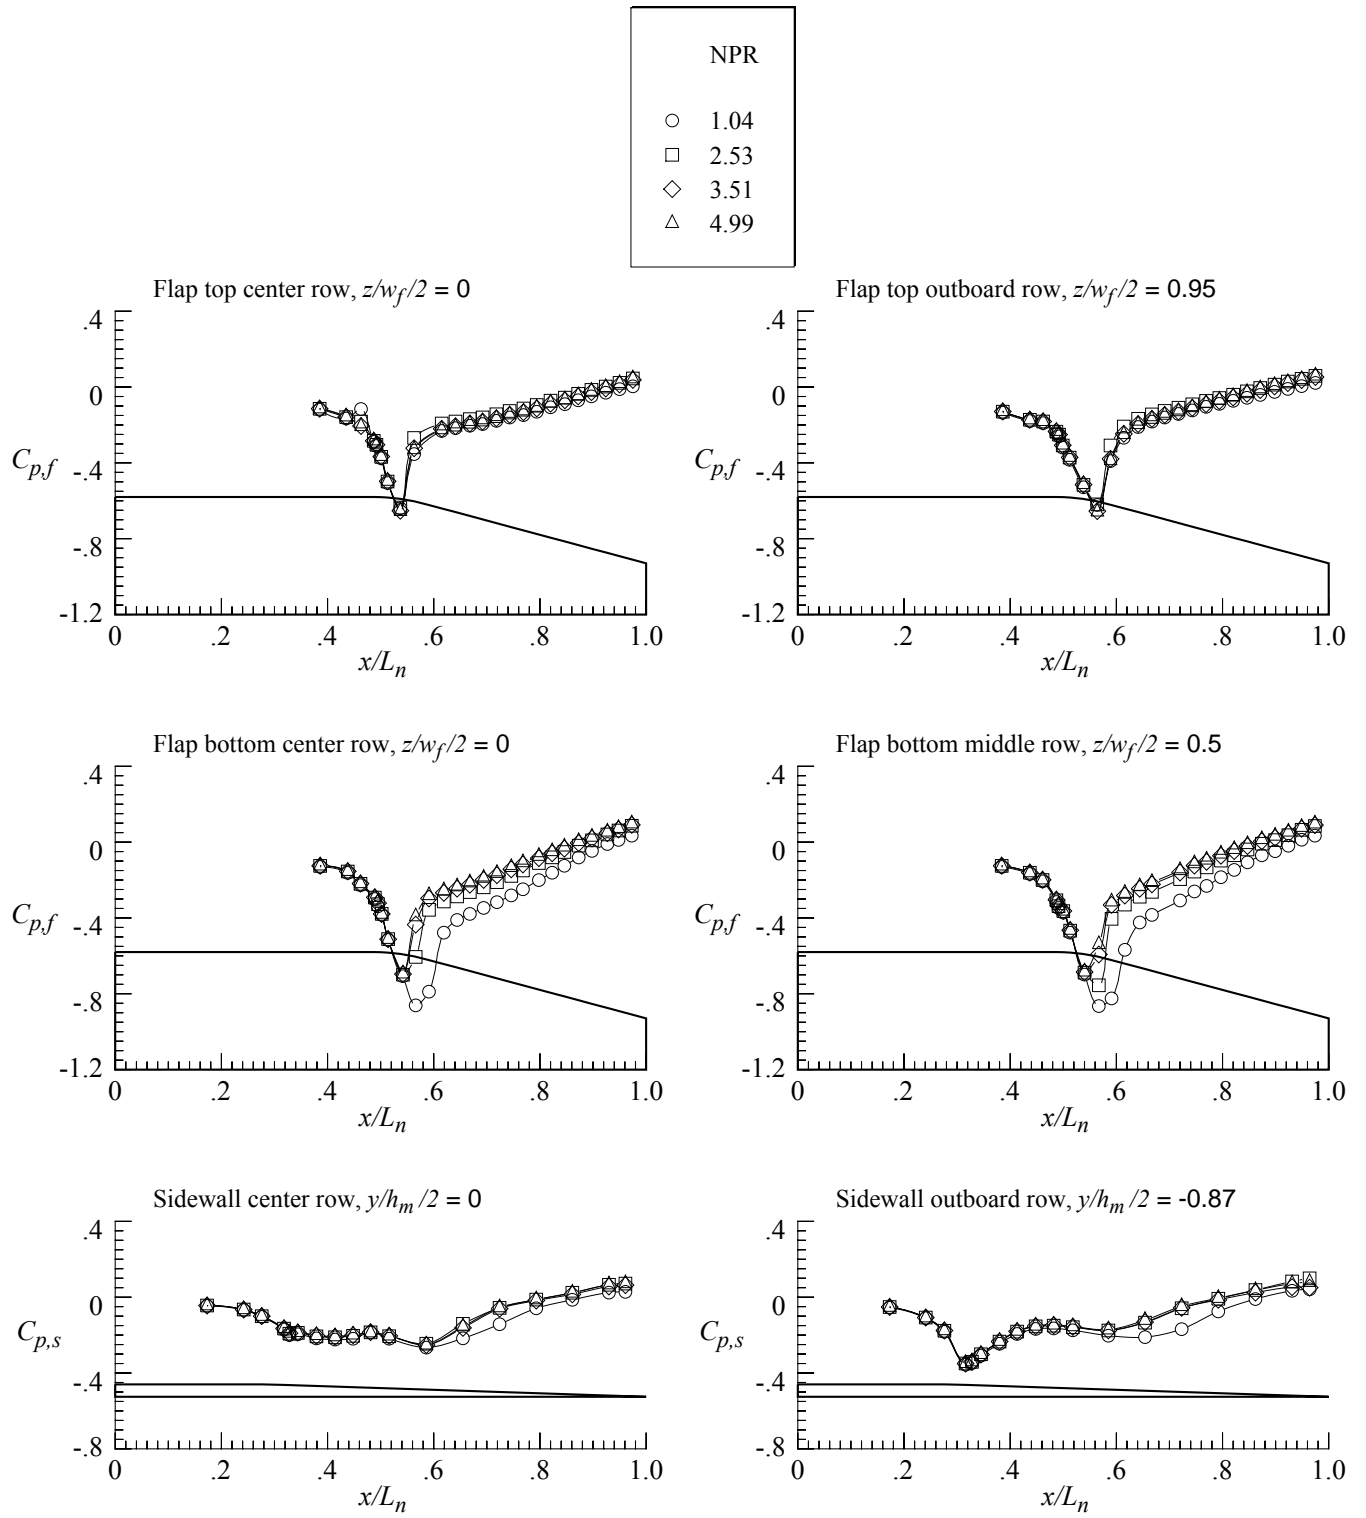 NPR
1.04
2.53
3.51
4.99
Flap top center row, z/w_f/2 = 0
.4
0
-.4
-.8
-1.2
C_p,f
0 .2 .4 .6 .8 1.0
x/L_n
Flap top outboard row, z/w_f/2 = 0.95
.4
0
-.4
-.8
-1.2
C_p,f
0 .2 .4 .6 .8 1.0
x/L_n
Flap bottom center row, z/w_f/2 = 0
.4
0
-.4
-.8
-1.2
C_p,f
0 .2 .4 .6 .8 1.0
x/L_n
Flap bottom middle row, z/w_f/2 = 0.5
.4
0
-.4
-.8
-1.2
C_p,f
0 .2 .4 .6 .8 1.0
x/L_n
Sidewall center row, y/h_m/2 = 0
.4
0
-.4
-.8
C_p,s
0 .2 .4 .6 .8 1.0
x/L_n
Sidewall outboard row, y/h_m/2 = -0.87
.4
0
-.4
-.8
C_p,s
0 .2 .4 .6 .8 1.0
x/L_n